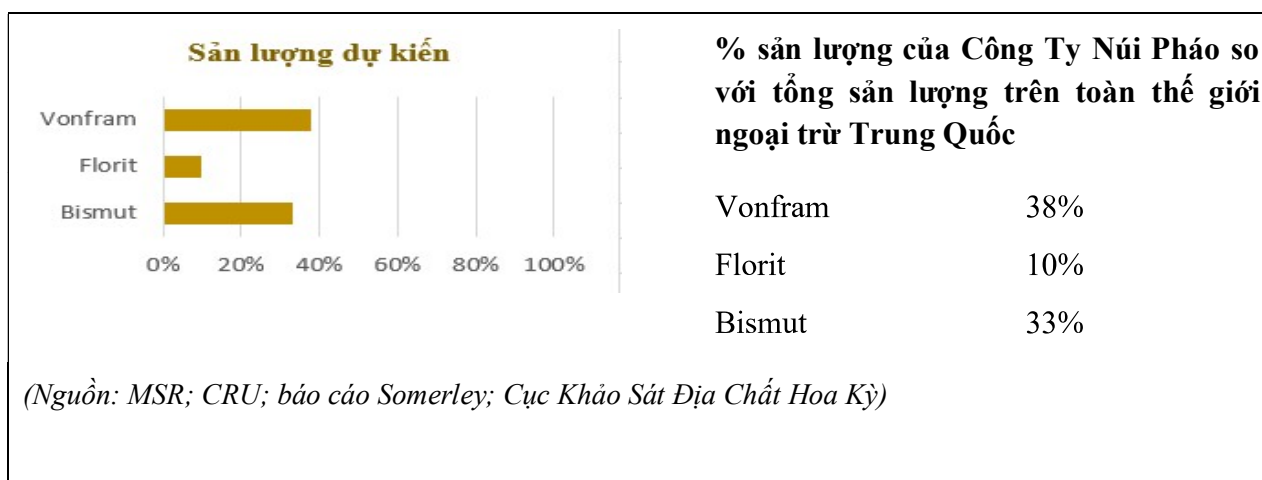 Sản lượng dự kiến
Vonfram
Florit
Bismut
0% 20% 40% 60% 80% 100%
% sản lượng của Công Ty Núi Pháo so
với tổng sản lượng trên toàn thế giới
ngoại trừ Trung Quốc
Vonfram 38%
Florit 10%
Bismut 33%
(Nguồn: MSR; CRU; báo cáo Somerley; Cục Khảo Sát Địa Chất Hoa Kỳ)